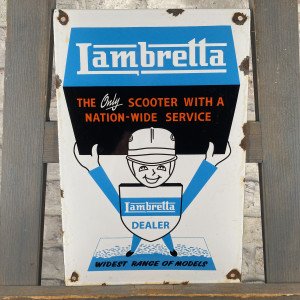 Lambretta
THE Only SCOOTER WITH A
NATION-WIDE SERVICE
Lambretta
DEALER
WIDEST RANGE OF MODELS